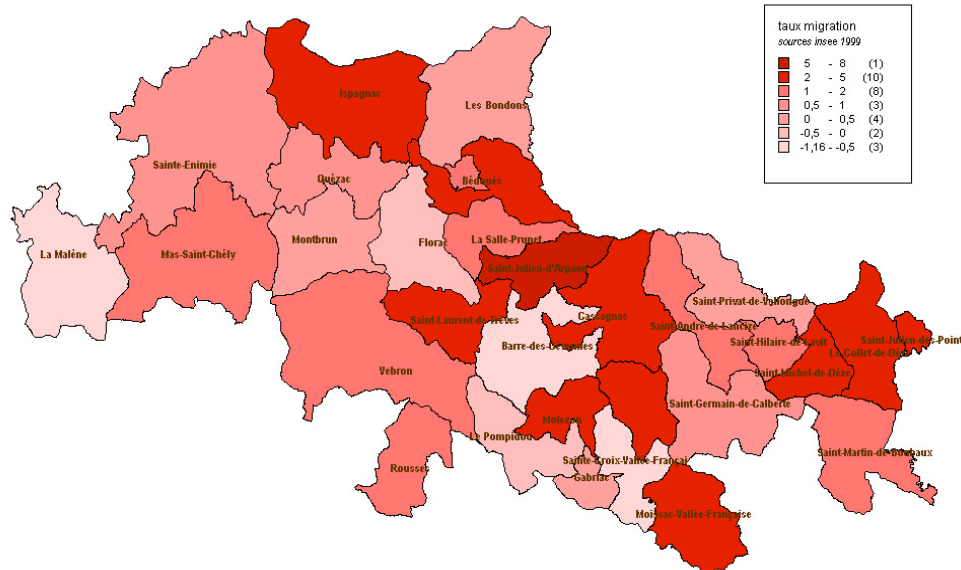 taux migration
sources insee 1999
5 - 8 (1)
2 - 5 (10)
1 - 2 (8)
0,5 - 1 (3)
0 - 0,5 (4)
-0,5 - 0 (2)
-1,16 - -0,5 (3)
Ispagnac
Les Bondons
Sainte-Enimie
Quézac
Bédoués
La Malène
Mas-Saint-Chély
Montbrun
Florac
La Salle-Prunet
Saint-Julien-d'Arpaon
Saint-Privat-de-Vallongue
Saint-Laurent-de-Trèves
Cassagnas
Saint-André-de-Lancize
Saint-Hilaire-de-Lavit
Saint-Julien-des-Point
Le Collet-de-Dèze
Barre-des-Cévennes
Saint-Michel-de-Dèze
Vebron
Saint-Germain-de-Calberte
Molezon
Le Pompidou
Saint-Martin-de-Boubaux
Sainte-Croix-Vallée-Françai
Rousses
Gabriac
Moissac-Vallée-Française